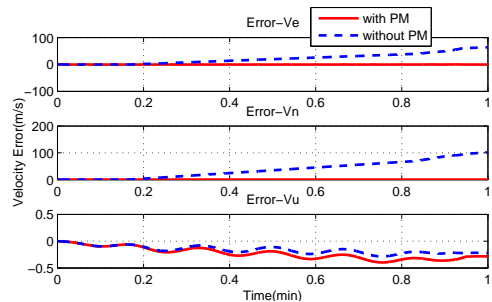 Error−Ve
with PM
without PM
100
0
−100
0 0.2 0.4 0.6 0.8 1
Error−Vn
200
100
0
0 0.2 0.4 0.6 0.8 1
Error−Vu
0.5
0
−0.5
0 0.2 0.4 0.6 0.8 1
Velocity Error(m/s)
Time(min)